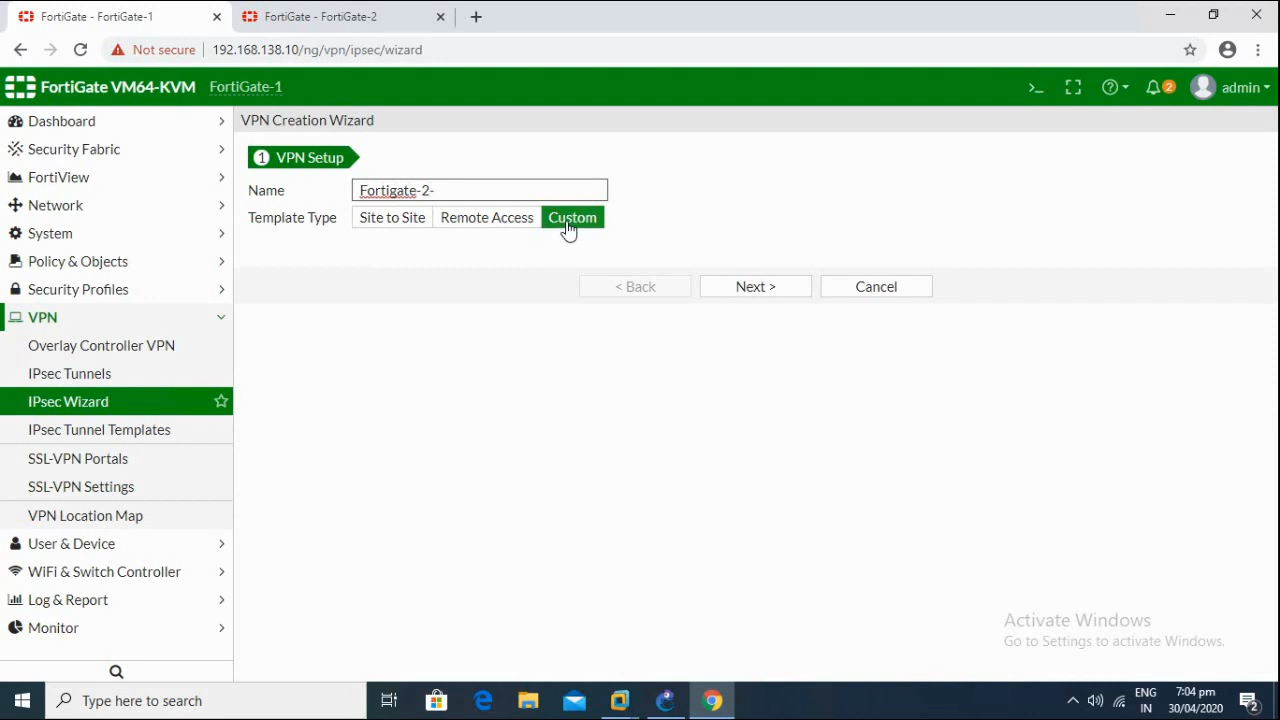 FortiGate - FortiGate-1
FortiGate - FortiGate-2
Not secure
192.168.138.10/ng/vpn/ipsec/wizard
FortiGate VM64-KVM
FortiGate-1
2
admin
Dashboard
Security Fabric
FortiView
Network
System
Policy & Objects
Security Profiles
VPN
Overlay Controller VPN
IPsec Tunnels
IPsec Wizard
IPsec Tunnel Templates
SSL-VPN Portals
SSL-VPN Settings
VPN Location Map
User & Device
WiFi & Switch Controller
Log & Report
Monitor
VPN Creation Wizard
1 VPN Setup
Name Fortigate-2-
Template Type Site to Site Remote Access Custom
< Back Next > Cancel
Activate Windows
Go to Settings to activate Windows.
Type here to search
ENG
IN
7:04 pm
30/04/2020
2